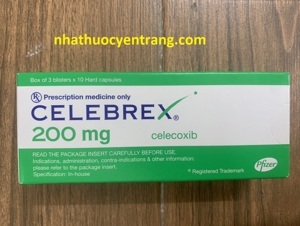 nhathuocyentrang.com
Box of 3 blisters x 10 Hard capsules
Rx Prescription medicine only
CELEBREX®
200 mg
celecoxib
READ THE PACKAGE INSERT CAREFULLY BEFORE USE.
Indications, administration, contra-indications & other information:
please refer to the package insert.
Specification: In-house
® Registered Trademark
Pfizer